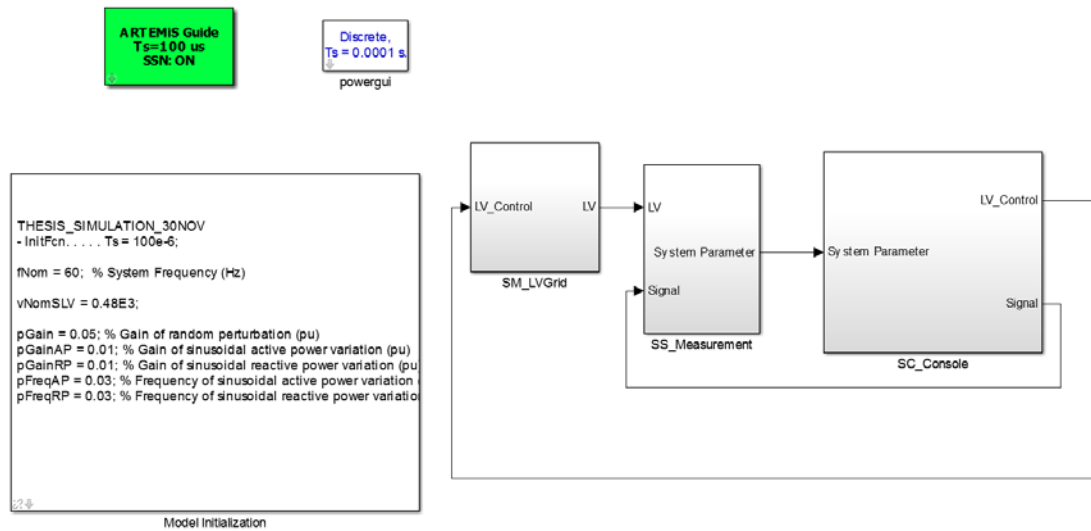 ARTEMiS Guide
Ts=100 us
SSN: ON
Discrete,
Ts = 0.0001 s.
powergui
THESIS_SIMULATION_30NOV
- InitFcn. . . . . Ts = 100e-6;
fNom = 60; % System Frequency (Hz)
vNomSLV = 0.48E3;
pGain = 0.05; % Gain of random perturbation (pu)
pGainAP = 0.01; % Gain of sinusoidal active power variation (pu)
pGainRP = 0.01; % Gain of sinusoidal reactive power variation (pu
pFreqAP = 0.03; % Frequency of sinusoidal active power variation
pFreqRP = 0.03; % Frequency of sinusoidal reactive power variation
Model Initialization
LV_Control
LV
SM_LVGrid
LV
System Parameter
Signal
SS_Measurement
LV_Control
System Parameter
Signal
SC_Console